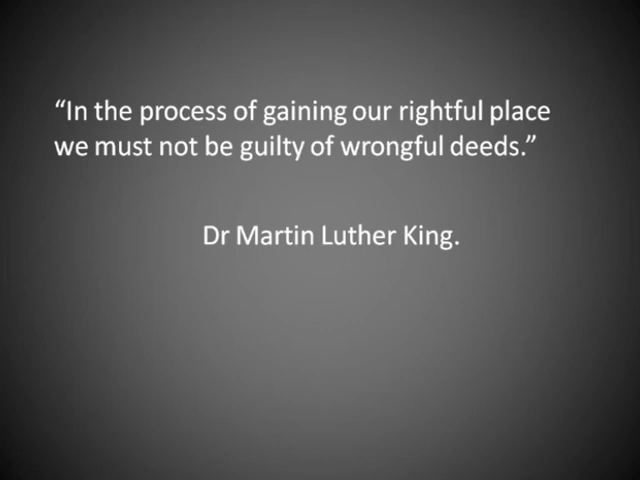 “In the process of gaining our rightful place
we must not be guilty of wrongful deeds.”
Dr Martin Luther King.